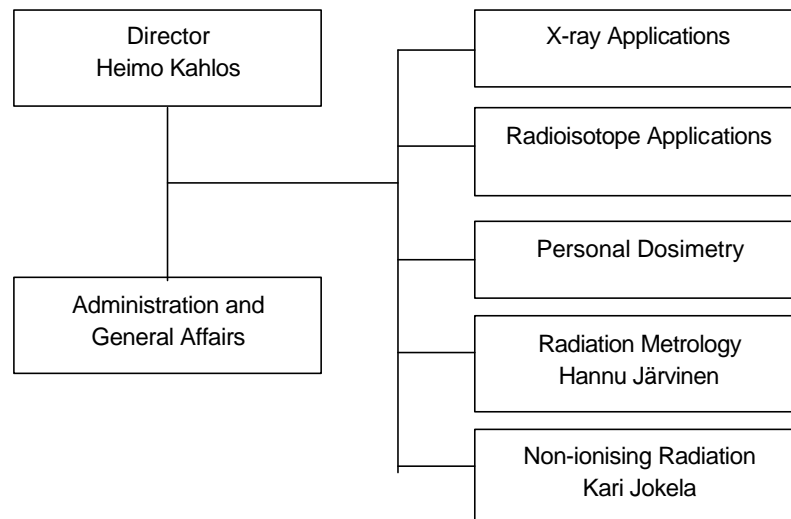 Director
Heimo Kahlos
Administration and
General Affairs
X-ray Applications
Radioisotope Applications
Personal Dosimetry
Radiation Metrology
Hannu Järvinen
Non-ionising Radiation
Kari Jokela